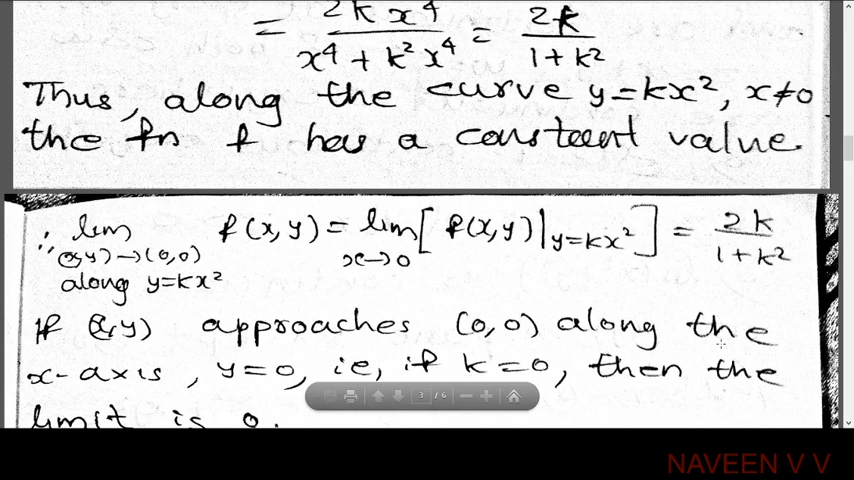 = 2kx⁴ / x⁴ + k²x⁴ = 2k / 1 + k²
Thus, along the curve y = kx², x ≠ 0
the fn f has a constant value.
∴ lim (x,y)→(0,0) along y = kx² f(x,y) = lim x→0 [ f(x,y)|y=kx² ] = 2k / 1 + k²
If (x,y) approaches (0,0) along the
x-axis, y = 0, ie, if k = 0, then the
limit is 0.
3 / 6
NAVEEN V V